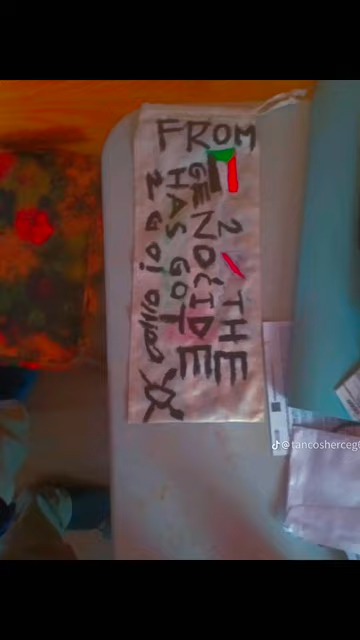 FROM
2 THE
GENOCIDE
HAS GOT
2 GO!
@tancosherceg